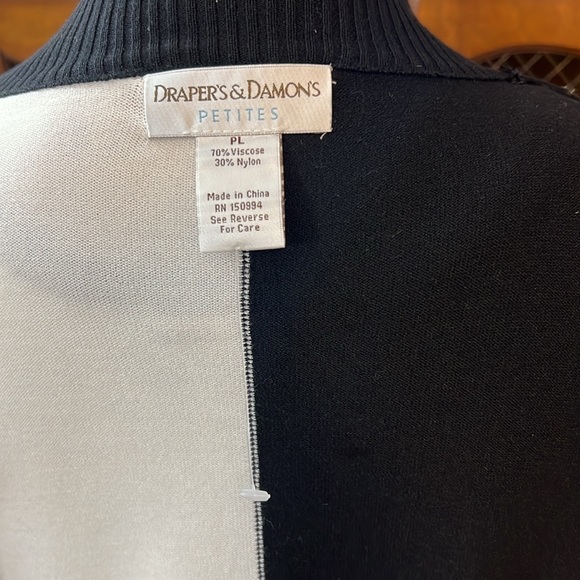 DRAPER'S & DAMON'S
PETITES
PL
70% Viscose
30% Nylon
Made in China
RN 150994
See Reverse
For Care